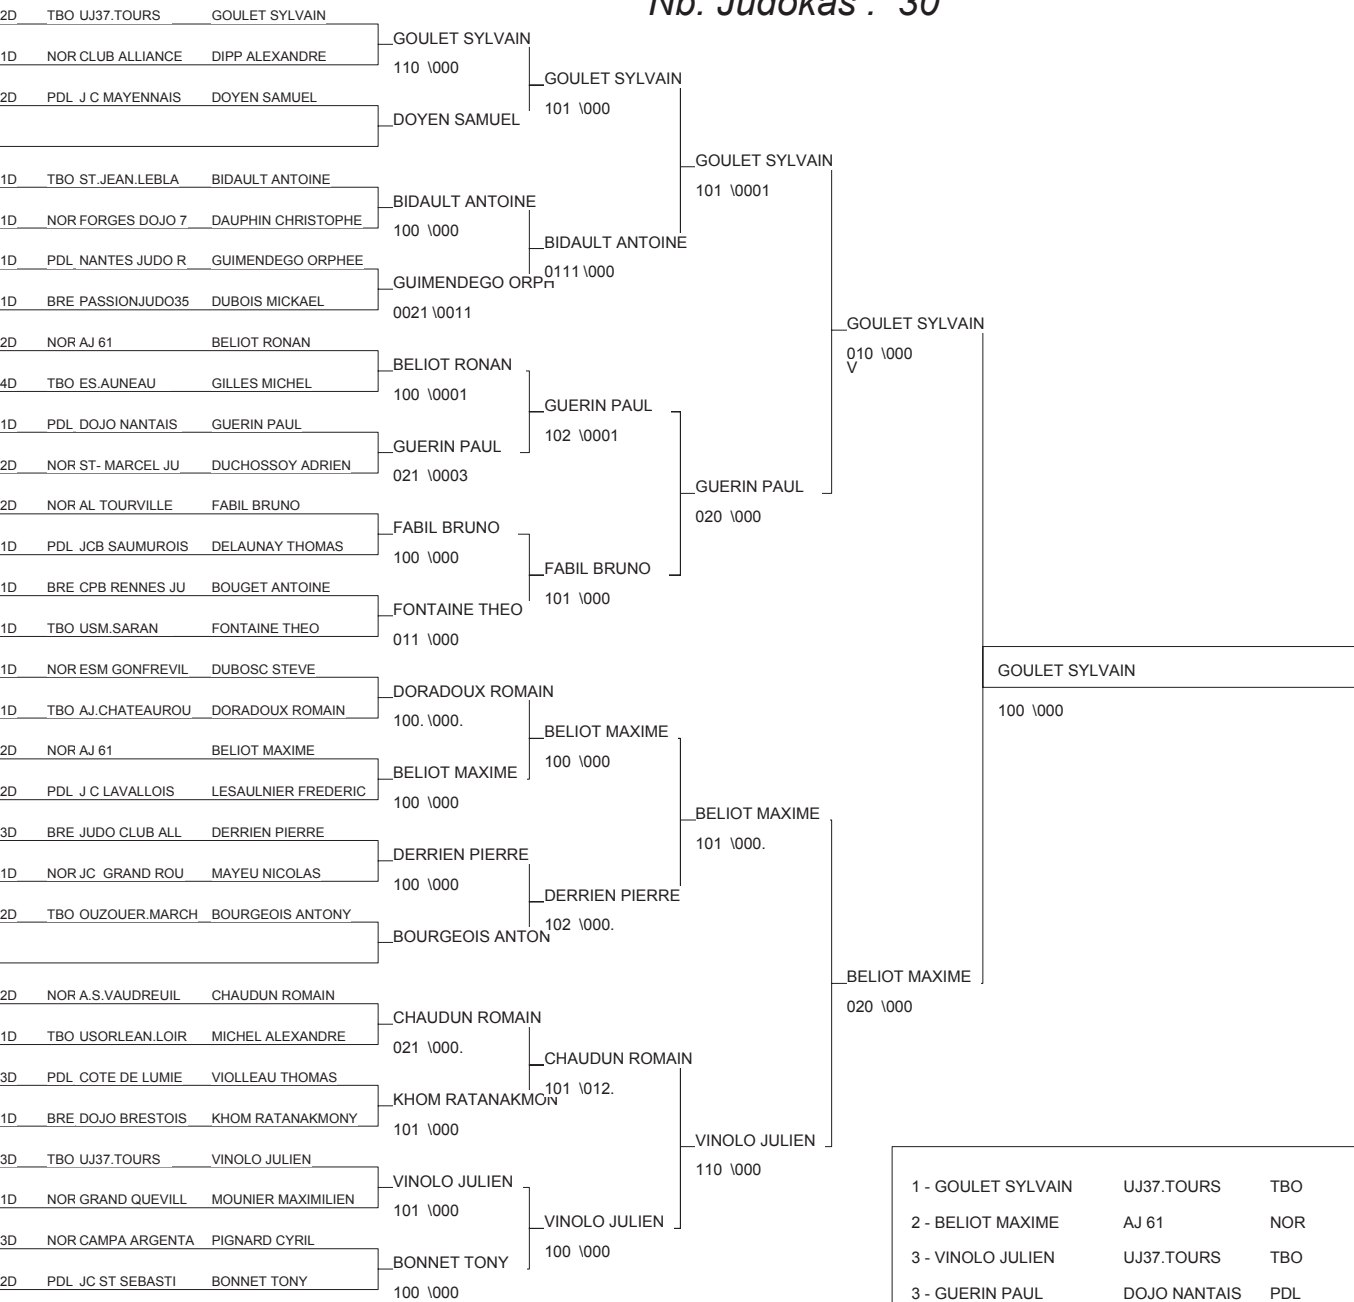 Nb. Judokas : 30
2D TBO UJ37.TOURS GOULET SYLVAIN
1D NOR CLUB ALLIANCE DIPP ALEXANDRE
2D PDL J C MAYENNAIS DOYEN SAMUEL
1D TBO ST.JEAN.LEBLA BIDAULT ANTOINE
1D NOR FORGES DOJO 7 DAUPHIN CHRISTOPHE
1D PDL NANTES JUDO R GUIMENDEGO ORPHEE
1D BRE PASSIONJUDO35 DUBOIS MICKAEL
2D NOR AJ 61 BELIOT RONAN
4D TBO ES.AUNEAU GILLES MICHEL
1D PDL DOJO NANTAIS GUERIN PAUL
2D NOR ST- MARCEL JU DUCHOSSOY ADRIEN
2D NOR AL TOURVILLE FABIL BRUNO
1D PDL JCB SAUMUROIS DELAUNAY THOMAS
1D BRE CPB RENNES JU BOUGET ANTOINE
1D TBO USM.SARAN FONTAINE THEO
1D NOR ESM GONFREVIL DUBOSC STEVE
1D TBO AJ.CHATEAUROU DORADOUX ROMAIN
2D NOR AJ 61 BELIOT MAXIME
2D PDL J C LAVALLOIS LESAULNIER FREDERIC
3D BRE JUDO CLUB ALL DERRIEN PIERRE
1D NOR JC GRAND ROU MAYEU NICOLAS
2D TBO OUZOUER.MARCH BOURGEOIS ANTONY
2D NOR A.S.VAUDREUIL CHAUDUN ROMAIN
1D TBO USORLEAN.LOIR MICHEL ALEXANDRE
3D PDL COTE DE LUMIE VIOLLEAU THOMAS
1D BRE DOJO BRESTOIS KHOM RATANAKMONY
3D TBO UJ37.TOURS VINOLO JULIEN
1D NOR GRAND QUEVILL MOUNIER MAXIMILIEN
3D NOR CAMPA ARGENTA PIGNARD CYRIL
2D PDL JC ST SEBASTI BONNET TONY
GOULET SYLVAIN
110 \000
DOYEN SAMUEL
BIDAULT ANTOINE
100 \000
GUIMENDEGO ORPH
0021 \0011
BELIOT RONAN
100 \0001
GUERIN PAUL
021 \0003
FABIL BRUNO
100 \000
FONTAINE THEO
011 \000
DORADOUX ROMAIN
100. \000.
BELIOT MAXIME
100 \000
DERRIEN PIERRE
100 \000
BOURGEOIS ANTON
CHAUDUN ROMAIN
021 \000.
KHOM RATANAKMON
101 \000
VINOLO JULIEN
101 \000
BONNET TONY
100 \000
GOULET SYLVAIN
101 \000
BIDAULT ANTOINE
0111 \000
GUERIN PAUL
102 \0001
FABIL BRUNO
101 \000
BELIOT MAXIME
100 \000
DERRIEN PIERRE
102 \000.
CHAUDUN ROMAIN
101 \012.
VINOLO JULIEN
100 \000
GOULET SYLVAIN
101 \0001
GUERIN PAUL
020 \000
BELIOT MAXIME
101 \000.
VINOLO JULIEN
110 \000
GOULET SYLVAIN
010 \000
V
BELIOT MAXIME
020 \000
GOULET SYLVAIN
100 \000
1 - GOULET SYLVAIN UJ37.TOURS TBO
2 - BELIOT MAXIME AJ 61 NOR
3 - VINOLO JULIEN UJ37.TOURS TBO
3 - GUERIN PAUL DOJO NANTAIS PDL